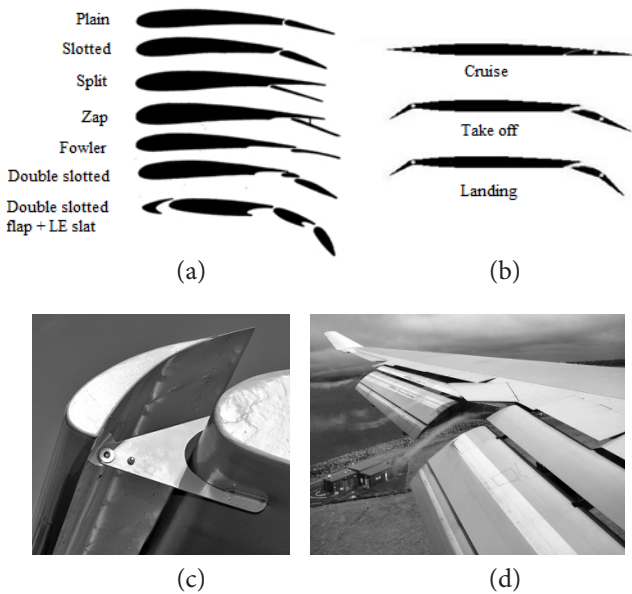 Plain
Slotted
Split
Zap
Fowler
Double slotted
Double slotted
flap + LE slat
(a)
Cruise
Take off
Landing
(b)
(c)
(d)